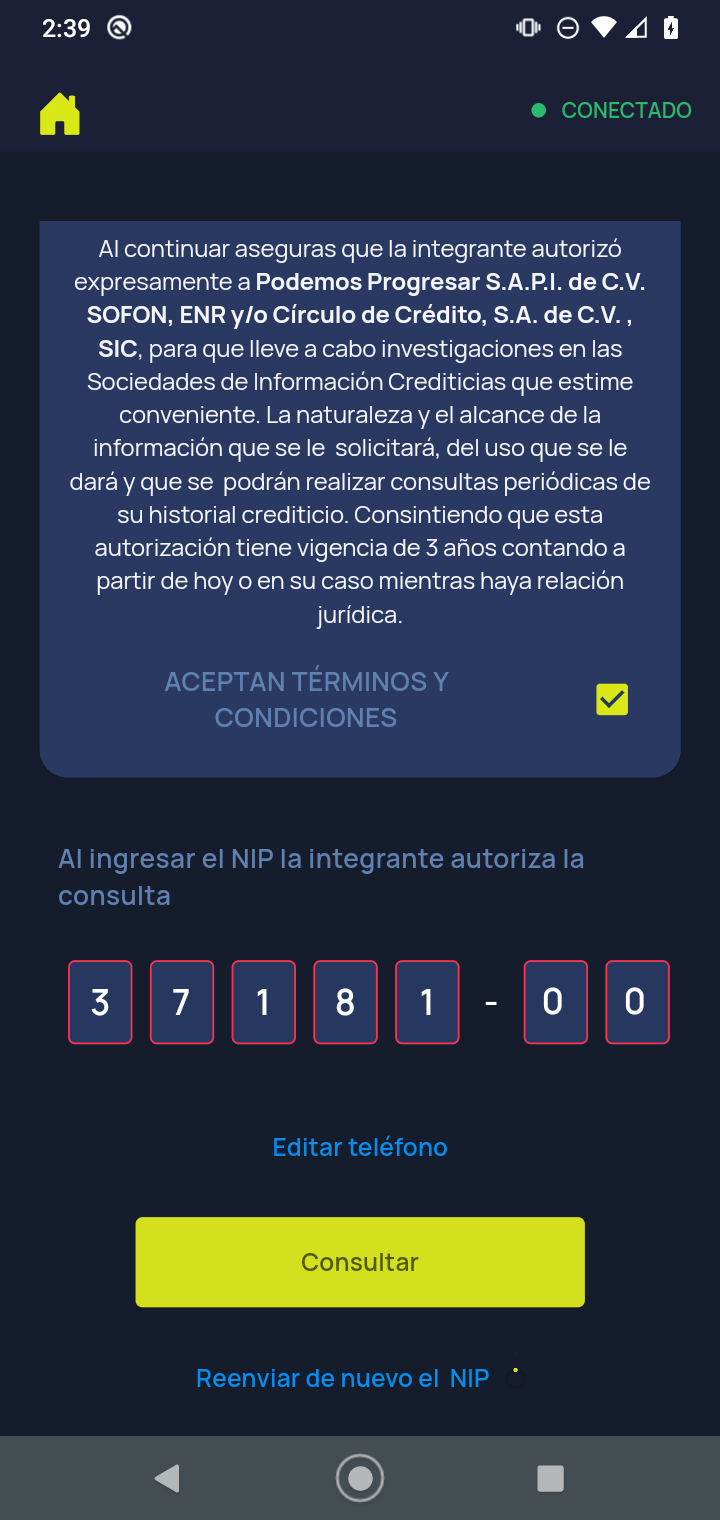 2:39
CONECTADO
Al continuar aseguras que la integrante autorizó
expresamente a Podemos Progresar S.A.P.I. de C.V.
SOFON, ENR y/o Círculo de Crédito, S.A. de C.V. ,
SIC, para que lleve a cabo investigaciones en las
Sociedades de Información Crediticias que estime
conveniente. La naturaleza y el alcance de la
información que se le  solicitará, del uso que se le
dará y que se  podrán realizar consultas periódicas de
su historial crediticio. Consintiendo que esta
autorización tiene vigencia de 3 años contando a
partir de hoy o en su caso mientras haya relación
jurídica.
ACEPTAN TÉRMINOS Y
CONDICIONES
Al ingresar el NIP la integrante autoriza la
consulta
3 7 1 8 1 - 0 0
Editar teléfono
Consultar
Reenviar de nuevo el  NIP